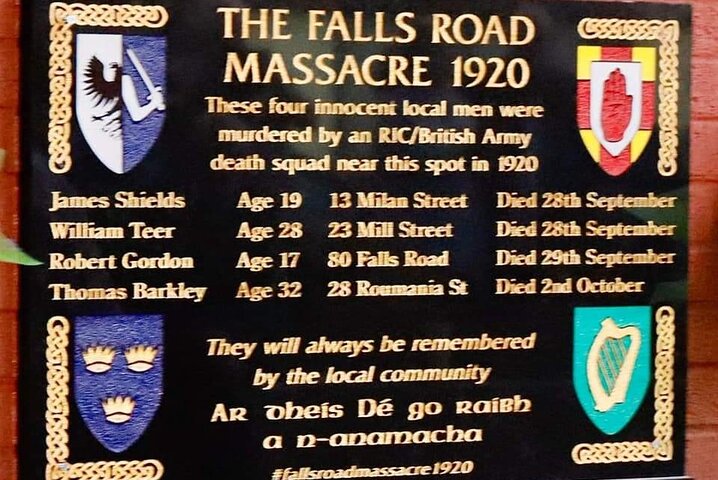 THE FALLS ROAD
MASSACRE 1920
These four innocent local men were
murdered by an RIC/British Army
death squad near this spot in 1920
James Shields Age 19 13 Milan Street Died 28th September
William Teer Age 28 23 Mill Street Died 28th September
Robert Gordon Age 17 80 Falls Road Died 29th September
Thomas Barkley Age 32 28 Roumania St Died 2nd October
They will always be remembered
by the local community
Ar dheis Dé go raibh
a n-anamacha
#fallsroadmassacre1920